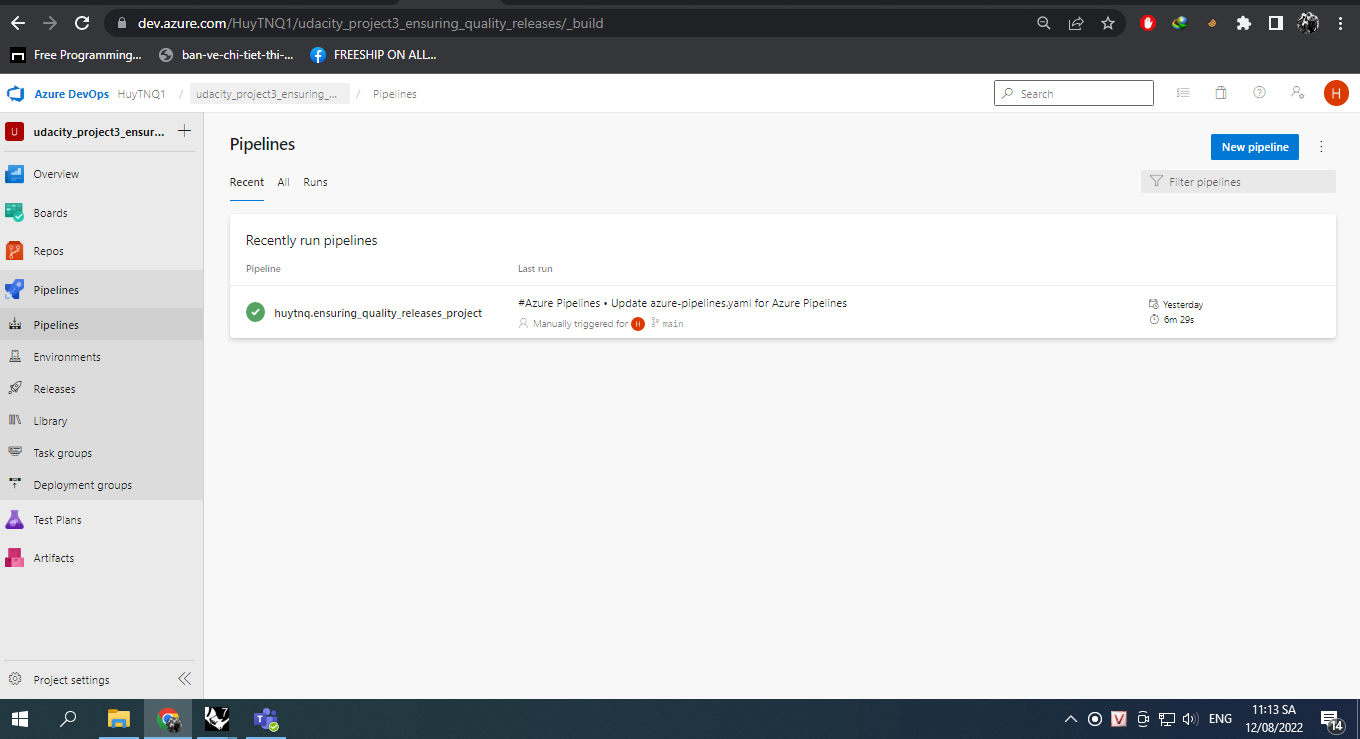 dev.azure.com/HuyTNQ1/udacity_project3_ensuring_quality_releases/_build
Free Programming... ban-ve-chi-tiet-thi-... FREESHIP ON ALL...
Azure DevOps HuyTNQ1 / udacity_project3_ensuring_... / Pipelines Search H
U udacity_project3_ensur...
Pipelines
New pipeline
Overview
Recent All Runs
Filter pipelines
Boards
Repos
Recently run pipelines
Pipeline Last run
Pipelines
#Azure Pipelines • Update azure-pipelines.yaml for Azure Pipelines
Yesterday
huytnq.ensuring_quality_releases_project
Manually triggered for H main
6m 29s
Pipelines
Environments
Releases
Library
Task groups
Deployment groups
Test Plans
Artifacts
Project settings
7
T
V
ENG
11:13 SA
12/08/2022
14